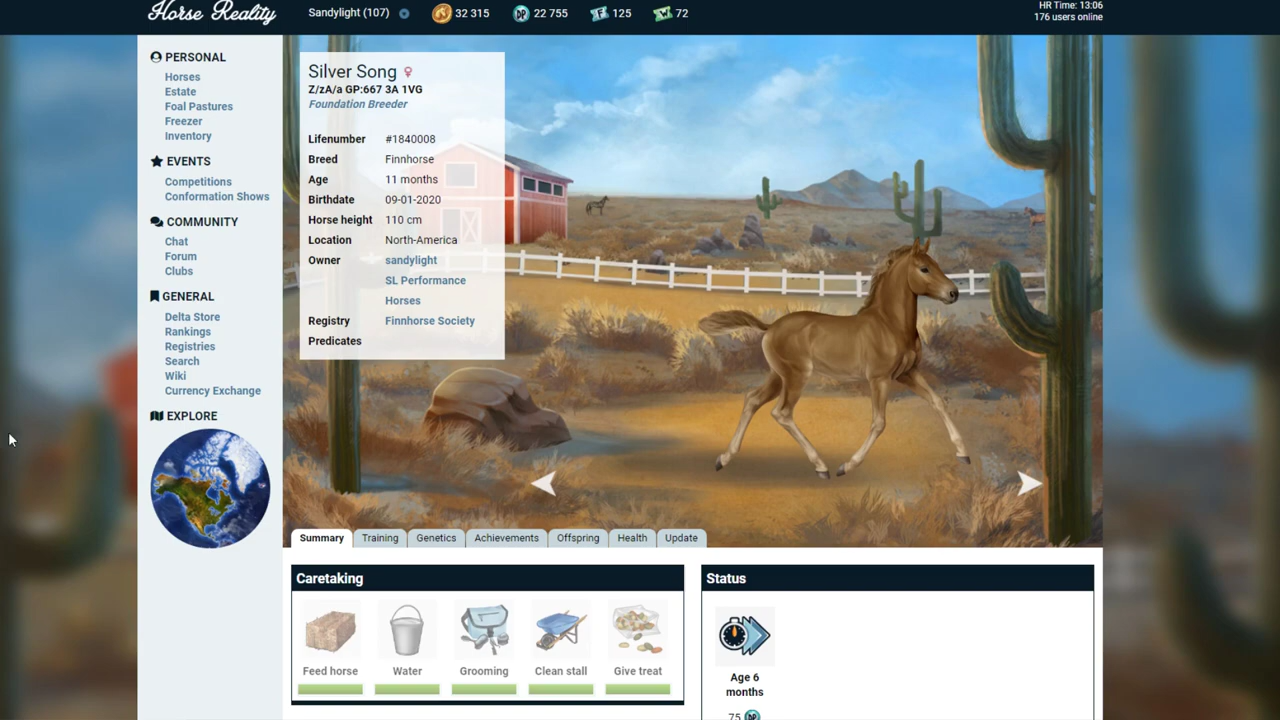 Horse Reality
Sandylight (107)
32 315
DP
22 755
F
125
W
72
HR Time: 13:06
176 users online
PERSONAL
Horses
Estate
Foal Pastures
Freezer
Inventory
EVENTS
Competitions
Conformation Shows
COMMUNITY
Chat
Forum
Clubs
GENERAL
Delta Store
Rankings
Registries
Search
Wiki
Currency Exchange
EXPLORE
Silver Song ♀
Z/zA/a GP:667 3A 1VG
Foundation Breeder
Lifenumber #1840008
Breed Finnhorse
Age 11 months
Birthdate 09-01-2020
Horse height 110 cm
Location North-America
Owner sandylight
SL Performance
Horses
Registry Finnhorse Society
Predicates
Summary Training Genetics Achievements Offspring Health Update
Caretaking
Feed horse Water Grooming Clean stall Give treat
Status
Age 6
months
75 DP